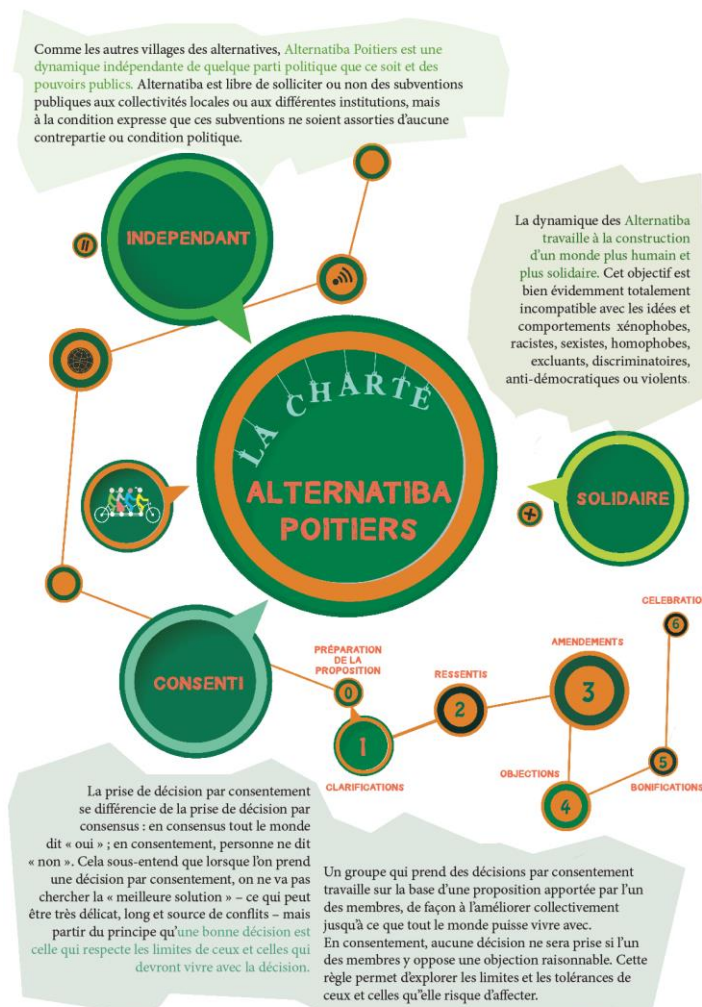 Comme les autres villages des alternatives, Alternatiba Poitiers est une
dynamique indépendante de quelque parti politique que ce soit et des
pouvoirs publics. Alternatiba est libre de solliciter ou non des subventions
publiques aux collectivités locales ou aux différentes institutions, mais
à la condition expresse que ces subventions ne soient assorties d'aucune
contrepartie ou condition politique.
INDEPENDANT
La dynamique des Alternatiba
travaille à la construction
d'un monde plus humain et
plus solidaire. Cet objectif est
bien évidemment totalement
incompatible avec les idées et
comportements xénophobes,
racistes, sexistes, homophobes,
excluants, discriminatoires,
anti-démocratiques ou violents.
LA CHARTE
ALTERNATIBA
POITIERS
SOLIDAIRE
CONSENTI
PRÉPARATION
DE LA
PROPOSITION
0
1
CLARIFICATIONS
RESSENTIS
2
AMENDEMENTS
3
OBJECTIONS
4
5
BONIFICATIONS
CELEBRATIO
6
La prise de décision par consentement
se différencie de la prise de décision par
consensus : en consensus tout le monde
dit « oui » ; en consentement, personne ne dit
« non ». Cela sous-entend que lorsque l'on prend
une décision par consentement, on ne va pas
chercher la « meilleure solution » – ce qui peut
être très délicat, long et source de conflits – mais
partir du principe qu'une bonne décision est
celle qui respecte les limites de ceux et celles qui
devront vivre avec la décision.
Un groupe qui prend des décisions par consentement
travaille sur la base d'une proposition apportée par l'un
des membres, de façon à l'améliorer collectivement
jusqu'à ce que tout le monde puisse vivre avec.
En consentement, aucune décision ne sera prise si l'un
des membres y oppose une objection raisonnable. Cette
règle permet d'explorer les limites et les tolérances de
ceux et celles qu'elle risque d'affecter.